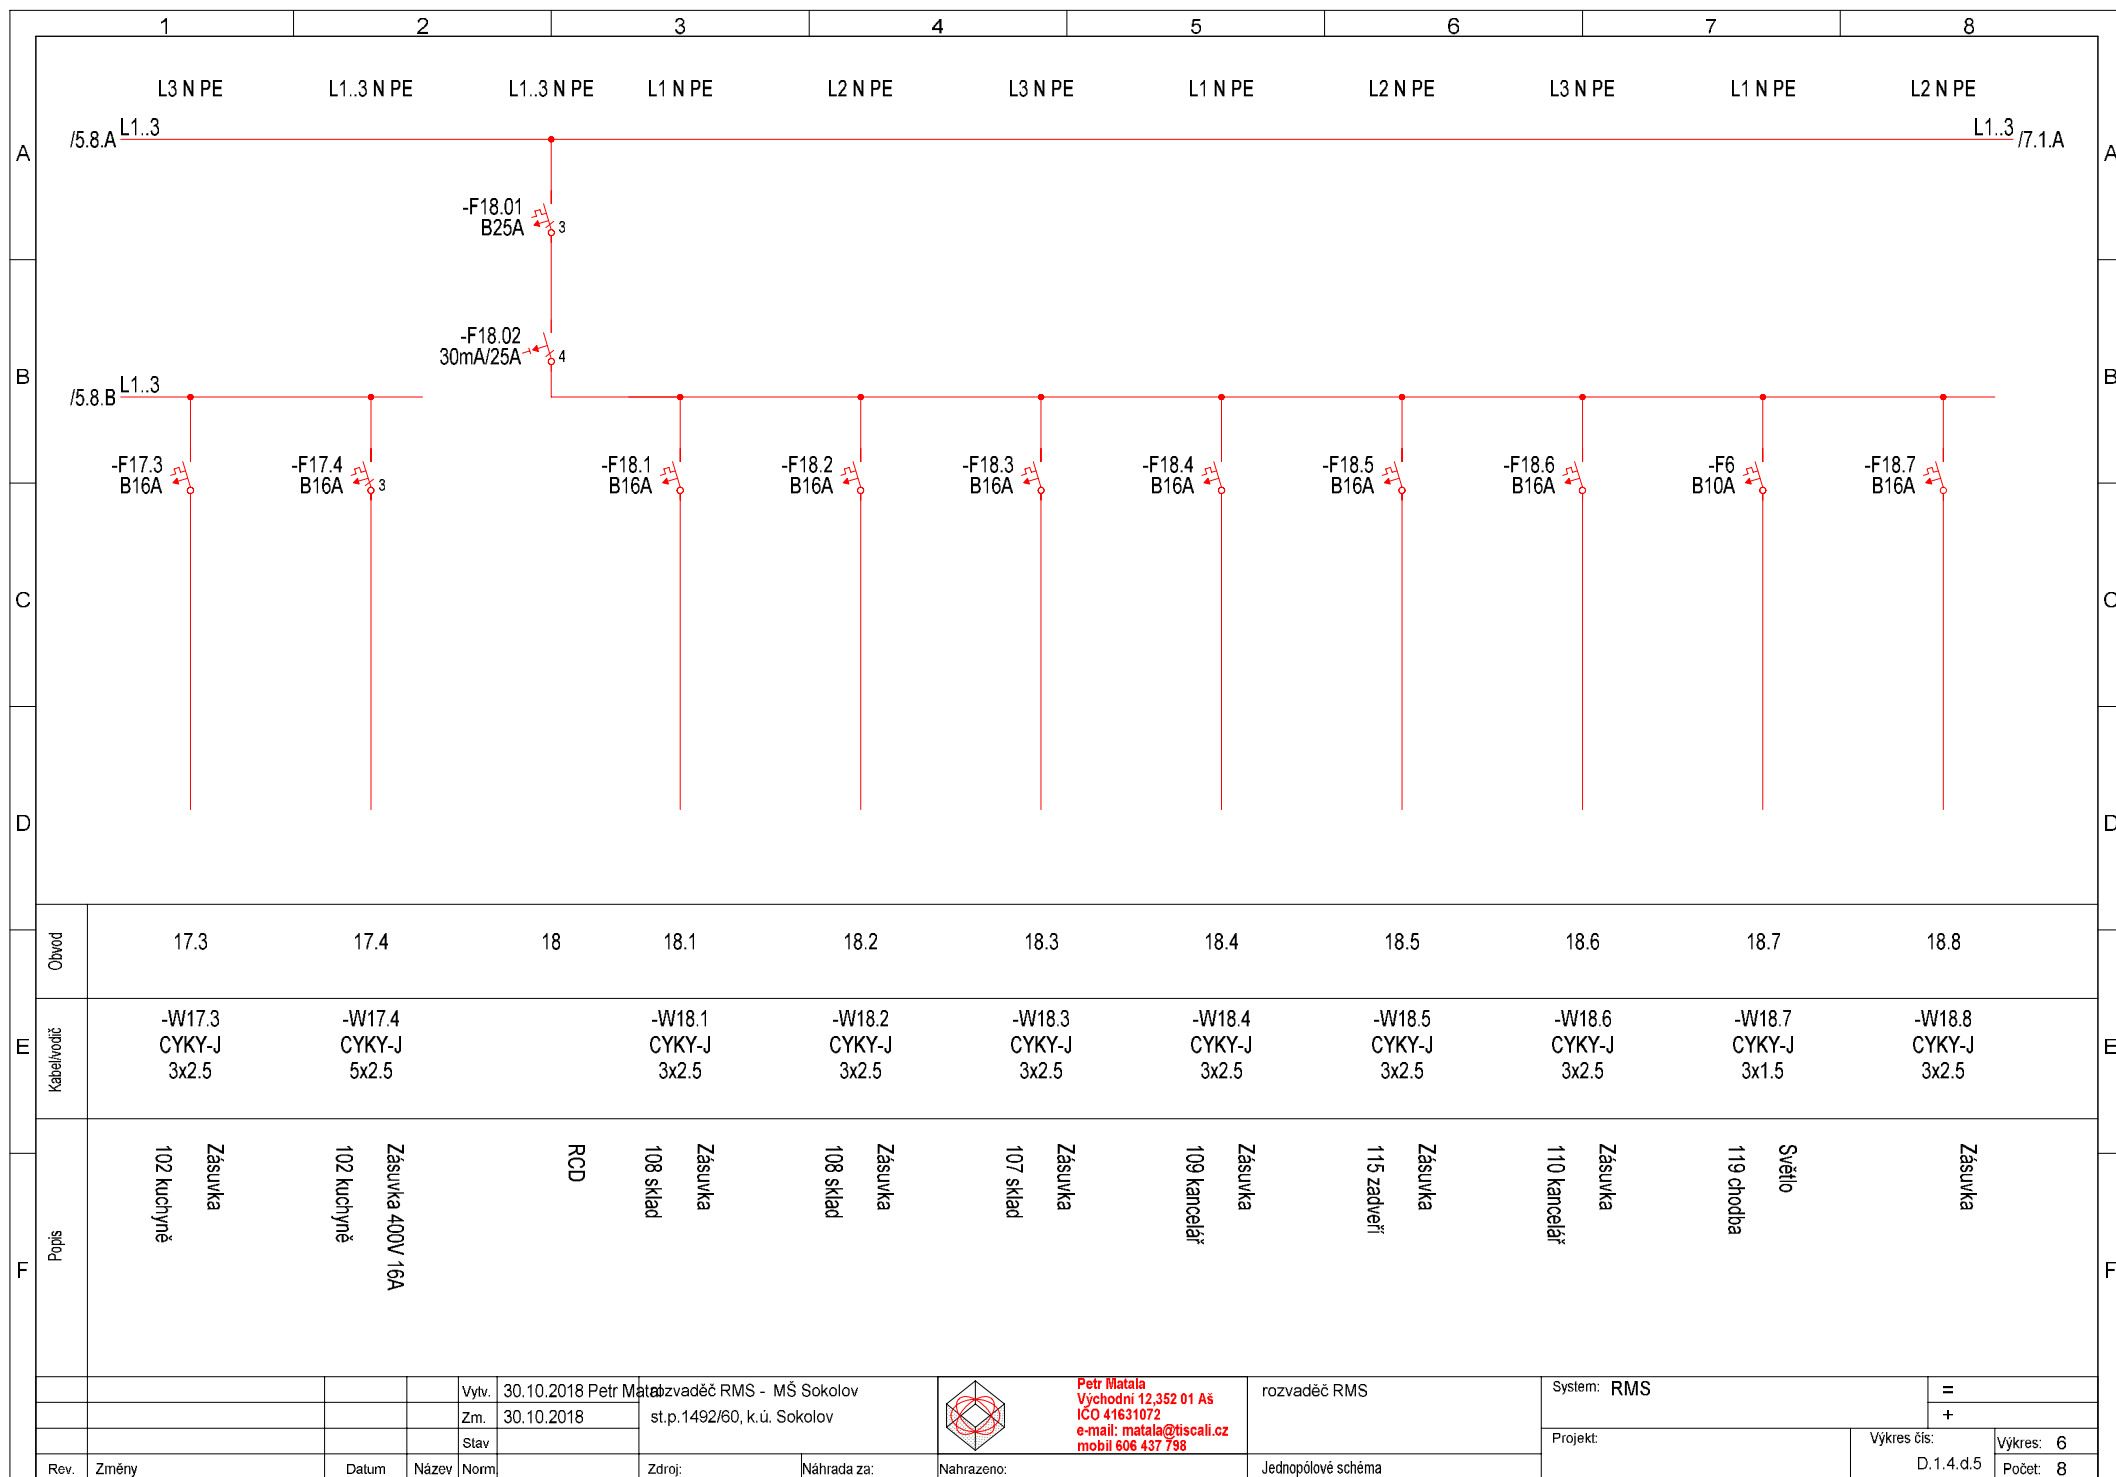 1 2 3 4 5 6 7 8
L3 N PE L1..3 N PE L1..3 N PE L1 N PE L2 N PE L3 N PE L1 N PE L2 N PE L3 N PE L1 N PE L2 N PE
/5.8.A L1..3 L1..3 /7.1.A
A A
-F18.01
B25A 3
-F18.02
30mA/25A 4
B B
/5.8.B L1..3
-F17.3 -F17.4 -F18.1 -F18.2 -F18.3 -F18.4 -F18.5 -F18.6 -F6 -F18.7
B16A B16A 3 B16A B16A B16A B16A B16A B16A B10A B16A
C C
D D
Obvod 17.3 17.4 18 18.1 18.2 18.3 18.4 18.5 18.6 18.7 18.8
E E
Kabel/vodič
-W17.3 -W17.4 -W18.1 -W18.2 -W18.3 -W18.4 -W18.5 -W18.6 -W18.7 -W18.8
CYKY-J CYKY-J CYKY-J CYKY-J CYKY-J CYKY-J CYKY-J CYKY-J CYKY-J CYKY-J
3x2.5 5x2.5 3x2.5 3x2.5 3x2.5 3x2.5 3x2.5 3x2.5 3x1.5 3x2.5
F F
Popis
Zásuvka
102 kuchyně
Zásuvka 400V 16A
102 kuchyně
RCD
Zásuvka
108 sklad
Zásuvka
108 sklad
Zásuvka
107 sklad
Zásuvka
109 kancelář
Zásuvka
115 zadveří
Zásuvka
110 kancelář
Světlo
119 chodba
Zásuvka
Vytv. 30.10.2018 Petr Matal
Zm. 30.10.2018
Stav
Rev. Změny Datum Název Norm
rozvaděč RMS - MŠ Sokolov
st.p.1492/60, k.ú. Sokolov
Zdroj: Náhrada za: Nahrazeno:
Petr Matala
Východní 12,352 01 Aš
IČO 41631072
e-mail: matala@tiscali.cz
mobil 606 437 798
rozvaděč RMS
Jednopólové schéma
System: RMS
=
+
Projekt:
Výkres čís:
D.1.4.d.5
Výkres: 6
Počet: 8